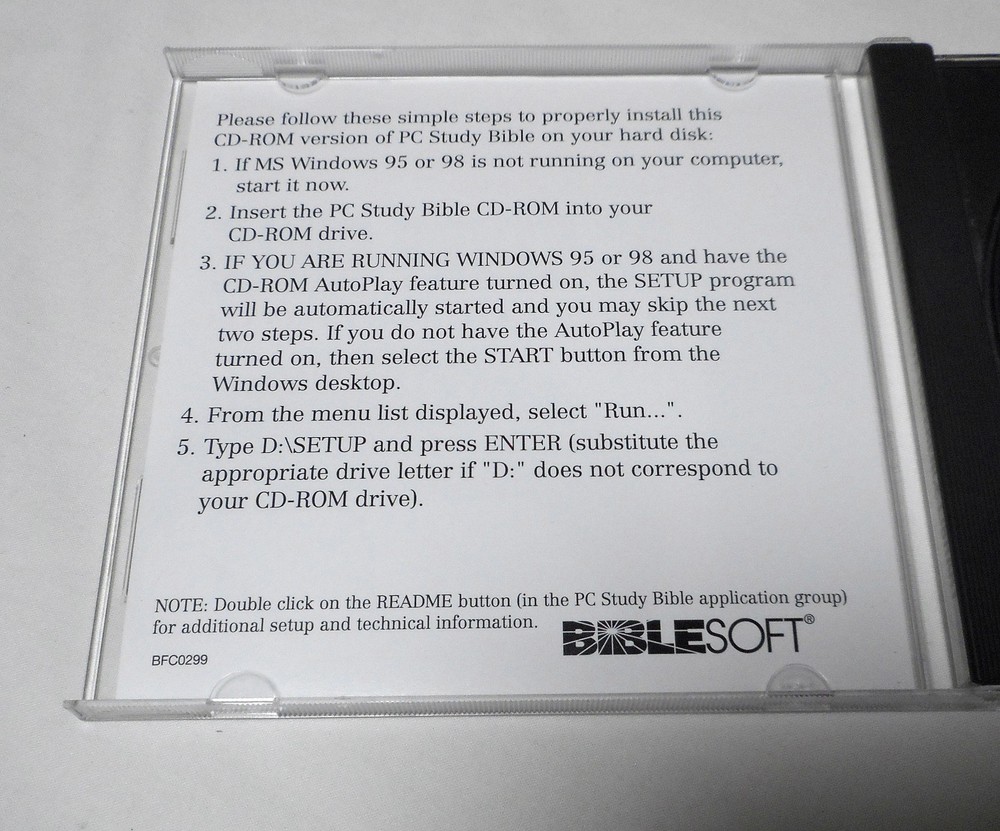 Please follow these simple steps to properly install this
CD-ROM version of PC Study Bible on your hard disk:
1. If MS Windows 95 or 98 is not running on your computer,
start it now.
2. Insert the PC Study Bible CD-ROM into your
CD-ROM drive.
3. IF YOU ARE RUNNING WINDOWS 95 or 98 and have the
CD-ROM AutoPlay feature turned on, the SETUP program
will be automatically started and you may skip the next
two steps. If you do not have the AutoPlay feature
turned on, then select the START button from the
Windows desktop.
4. From the menu list displayed, select "Run...".
5. Type D:\SETUP and press ENTER (substitute the
appropriate drive letter if "D:" does not correspond to
your CD-ROM drive).
NOTE: Double click on the README button (in the PC Study Bible application group)
for additional setup and technical information.
BIBLESOFT®
BFC0299